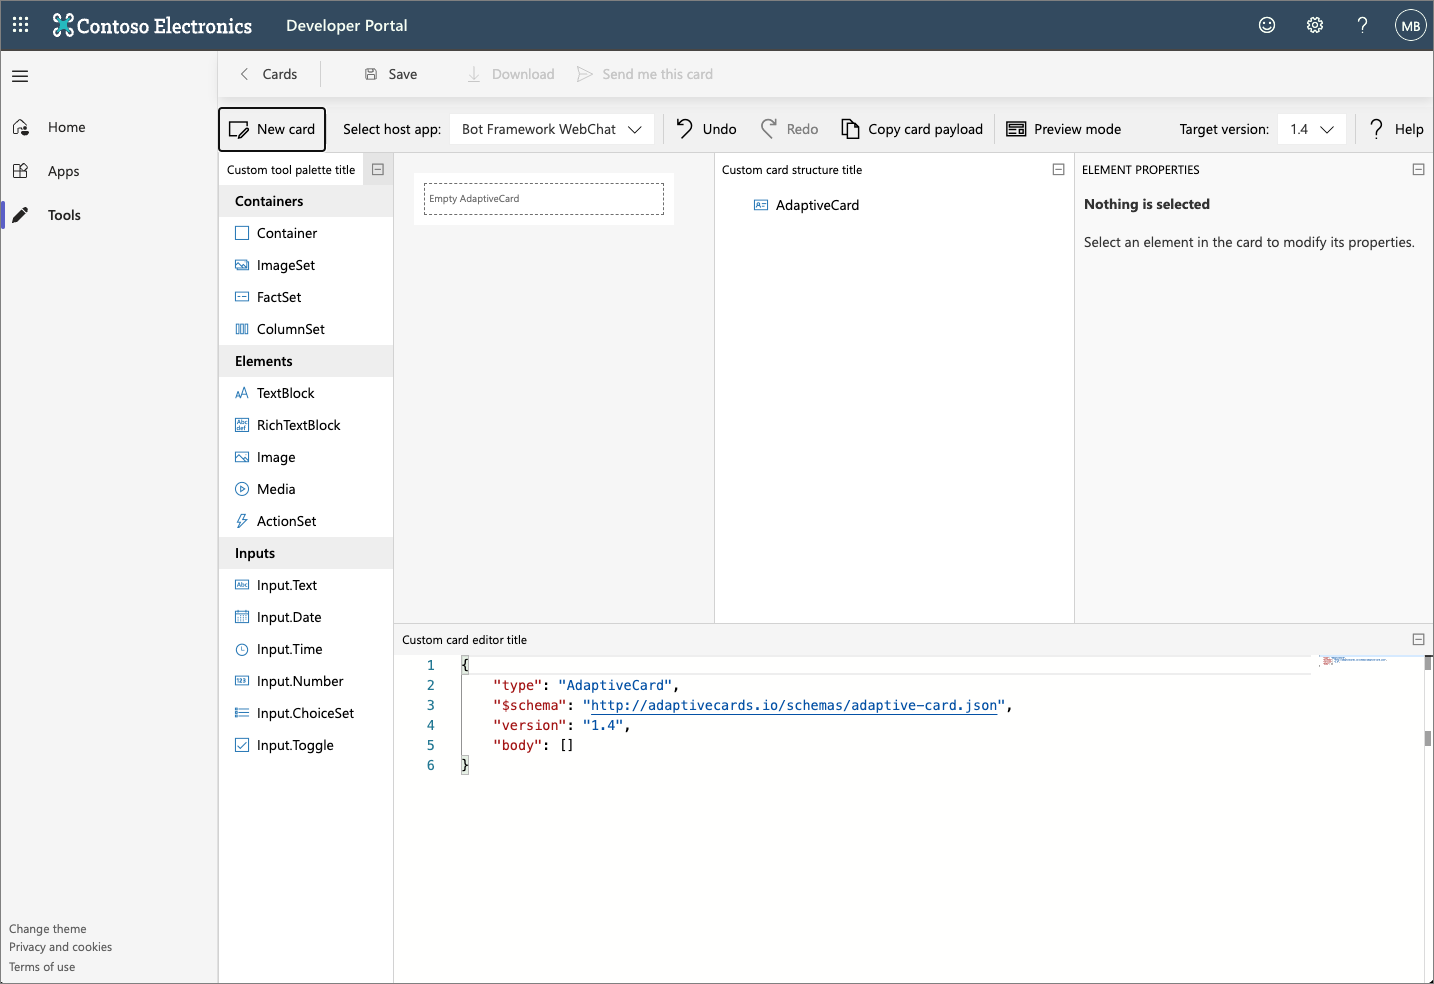 Contoso Electronics
Developer Portal
MB
Cards
Save
Download
Send me this card
Home
Apps
Tools
New card
Select host app:
Bot Framework WebChat
Undo
Redo
Copy card payload
Preview mode
Target version:
1.4
Help
Custom tool palette title
Containers
Container
ImageSet
FactSet
ColumnSet
Elements
TextBlock
RichTextBlock
Image
Media
ActionSet
Inputs
Input.Text
Input.Date
Input.Time
Input.Number
Input.ChoiceSet
Input.Toggle
Empty AdaptiveCard
Custom card structure title
AdaptiveCard
ELEMENT PROPERTIES
Nothing is selected
Select an element in the card to modify its properties.
Custom card editor title
1 {
2 "type": "AdaptiveCard",
3 "$schema": "http://adaptivecards.io/schemas/adaptive-card.json",
4 "version": "1.4",
5 "body": []
6 }
Change theme
Privacy and cookies
Terms of use